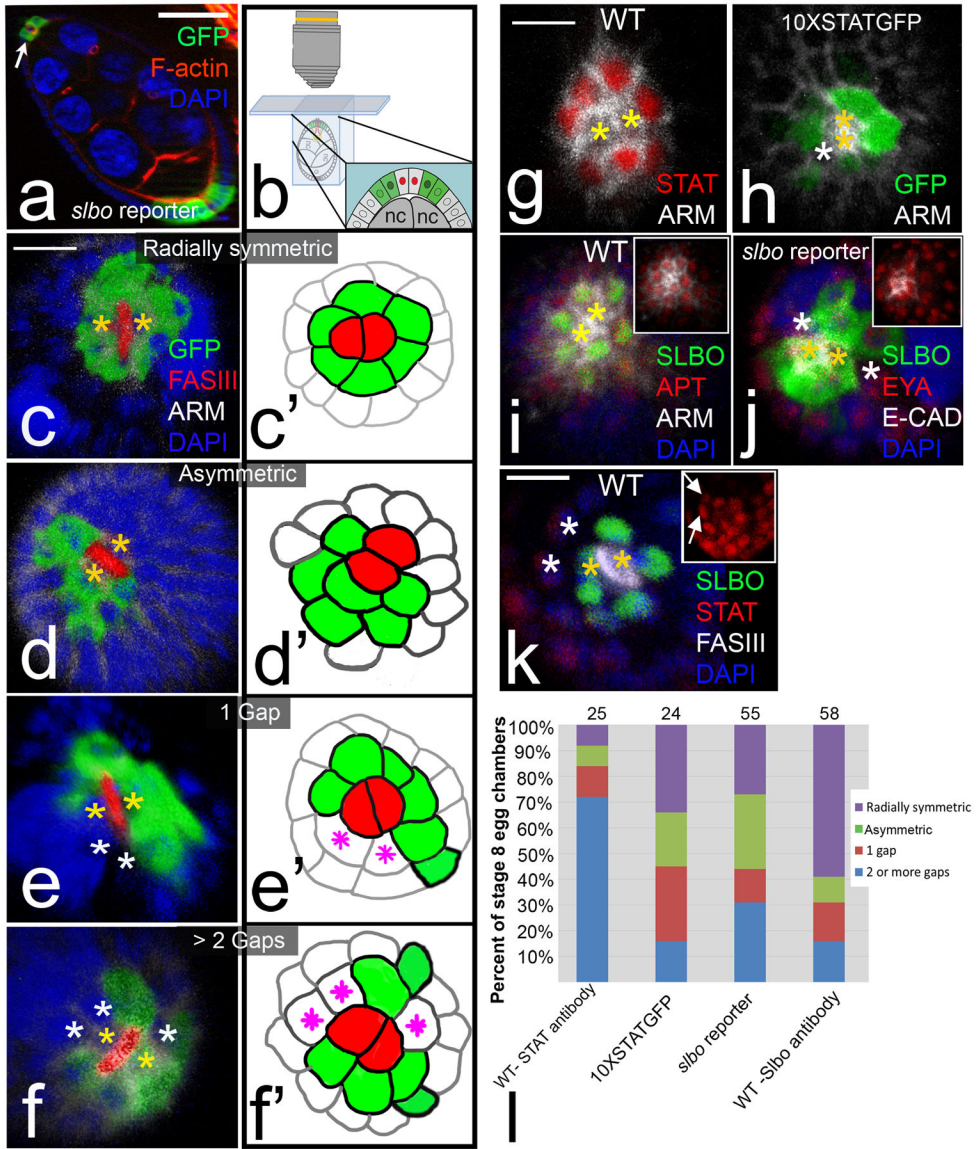 GFP
F-actin
DAPI
a
slbo reporter
b
nc nc
Radially symmetric
GFP
FASIII
ARM
DAPI
c
c'
Asymmetric
d
d'
1 Gap
e
e'
> 2 Gaps
f
f'
WT
STAT
ARM
g
10XSTATGFP
GFP
ARM
h
WT
SLBO
APT
ARM
DAPI
i
slbo reporter
SLBO
EYA
E-CAD
DAPI
j
WT
SLBO
STAT
FASIII
DAPI
k
25 24 55 58
100%
90%
80%
70%
60%
50%
40%
30%
20%
10%
Percent of stage 8 egg chambers
Radially symmetric
Asymmetric
1 gap
2 or more gaps
WT- STAT antibody
10XSTATGFP
slbo reporter
WT -Slbo antibody
l